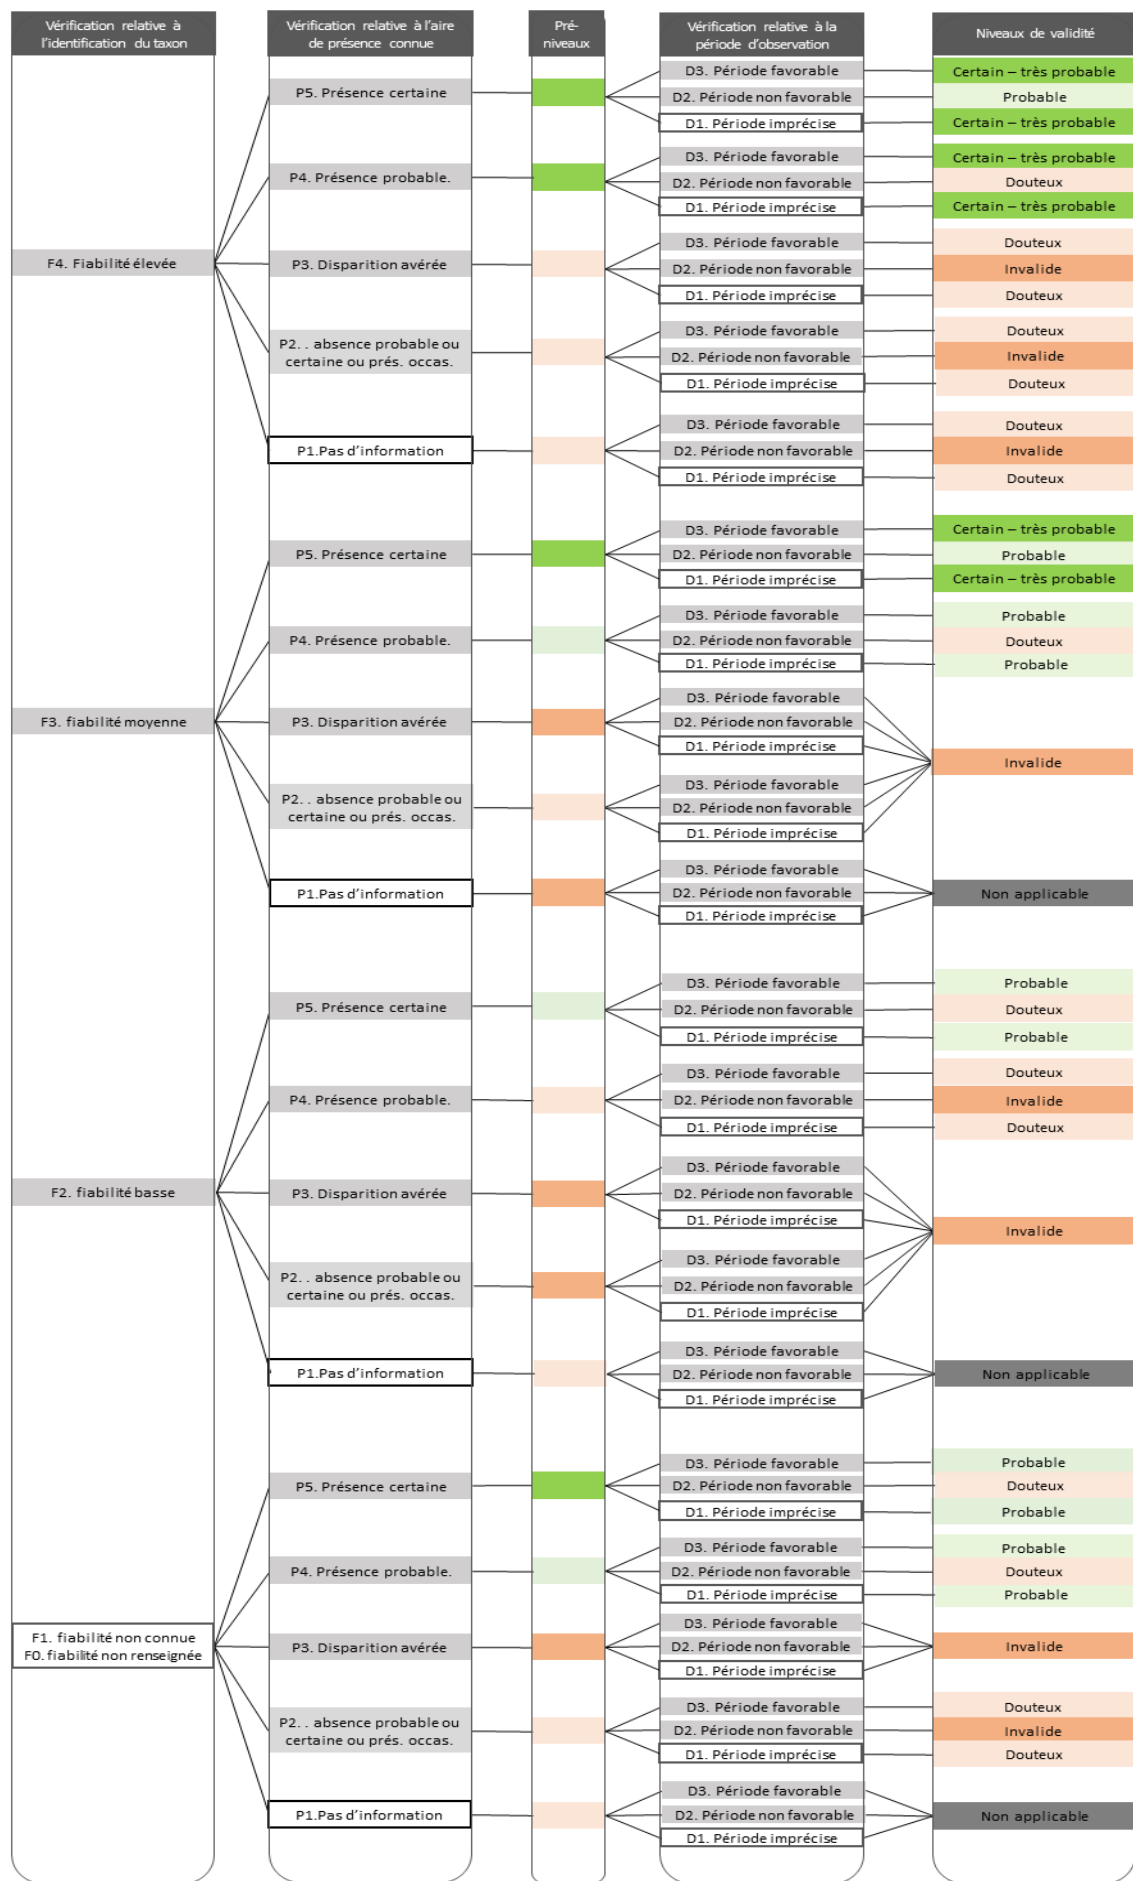 Vérification relative à
l'identification du taxon
Vérification relative à l'aire
de présence connue
Pré-
niveaux
Vérification relative à la
période d'observation
Niveaux de validité
F4. Fiabilité élevée
P5. Présence certaine
D3. Période favorable
Certain – très probable
D2. Période non favorable
Probable
D1. Période imprécise
Certain – très probable
P4. Présence probable.
D3. Période favorable
Certain – très probable
D2. Période non favorable
Douteux
D1. Période imprécise
Certain – très probable
P3. Disparition avérée
D3. Période favorable
Douteux
D2. Période non favorable
Invalide
D1. Période imprécise
Douteux
P2. . absence probable ou
certaine ou prés. occas.
D3. Période favorable
Douteux
D2. Période non favorable
Invalide
D1. Période imprécise
Douteux
P1.Pas d'information
D3. Période favorable
Douteux
D2. Période non favorable
Invalide
D1. Période imprécise
Douteux
F3. fiabilité moyenne
P5. Présence certaine
D3. Période favorable
Certain – très probable
D2. Période non favorable
Probable
D1. Période imprécise
Certain – très probable
P4. Présence probable.
D3. Période favorable
Probable
D2. Période non favorable
Douteux
D1. Période imprécise
Probable
P3. Disparition avérée
D3. Période favorable
D2. Période non favorable
D1. Période imprécise
Invalide
P2. . absence probable ou
certaine ou prés. occas.
D3. Période favorable
D2. Période non favorable
D1. Période imprécise
P1.Pas d'information
D3. Période favorable
D2. Période non favorable
D1. Période imprécise
Non applicable
F2. fiabilité basse
P5. Présence certaine
D3. Période favorable
Probable
D2. Période non favorable
Douteux
D1. Période imprécise
Probable
P4. Présence probable.
D3. Période favorable
Douteux
D2. Période non favorable
Invalide
D1. Période imprécise
Douteux
P3. Disparition avérée
D3. Période favorable
D2. Période non favorable
D1. Période imprécise
Invalide
P2. . absence probable ou
certaine ou prés. occas.
D3. Période favorable
D2. Période non favorable
D1. Période imprécise
P1.Pas d'information
D3. Période favorable
D2. Période non favorable
D1. Période imprécise
Non applicable
F1. fiabilité non connue
F0. fiabilité non renseignée
P5. Présence certaine
D3. Période favorable
Probable
D2. Période non favorable
Douteux
D1. Période imprécise
Probable
P4. Présence probable.
D3. Période favorable
Probable
D2. Période non favorable
Douteux
D1. Période imprécise
Probable
P3. Disparition avérée
D3. Période favorable
D2. Période non favorable
D1. Période imprécise
Invalide
P2. . absence probable ou
certaine ou prés. occas.
D3. Période favorable
Douteux
D2. Période non favorable
Invalide
D1. Période imprécise
Douteux
P1.Pas d'information
D3. Période favorable
D2. Période non favorable
D1. Période imprécise
Non applicable